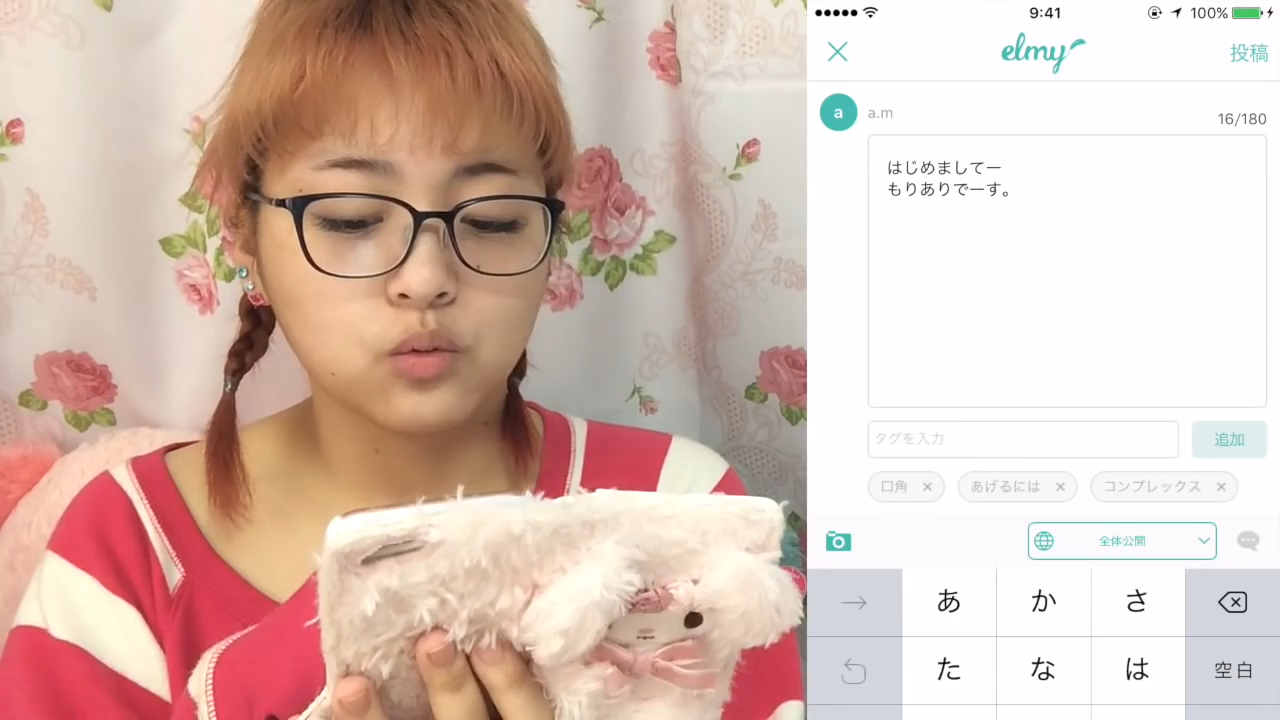 9:41
100%
elmy
投稿
a
a.m
16/180
はじめましてー
もりありでーす。
タグを入力
追加
口角
あげるには
コンプレックス
全体公開
あ
か
さ
た
な
は
空白